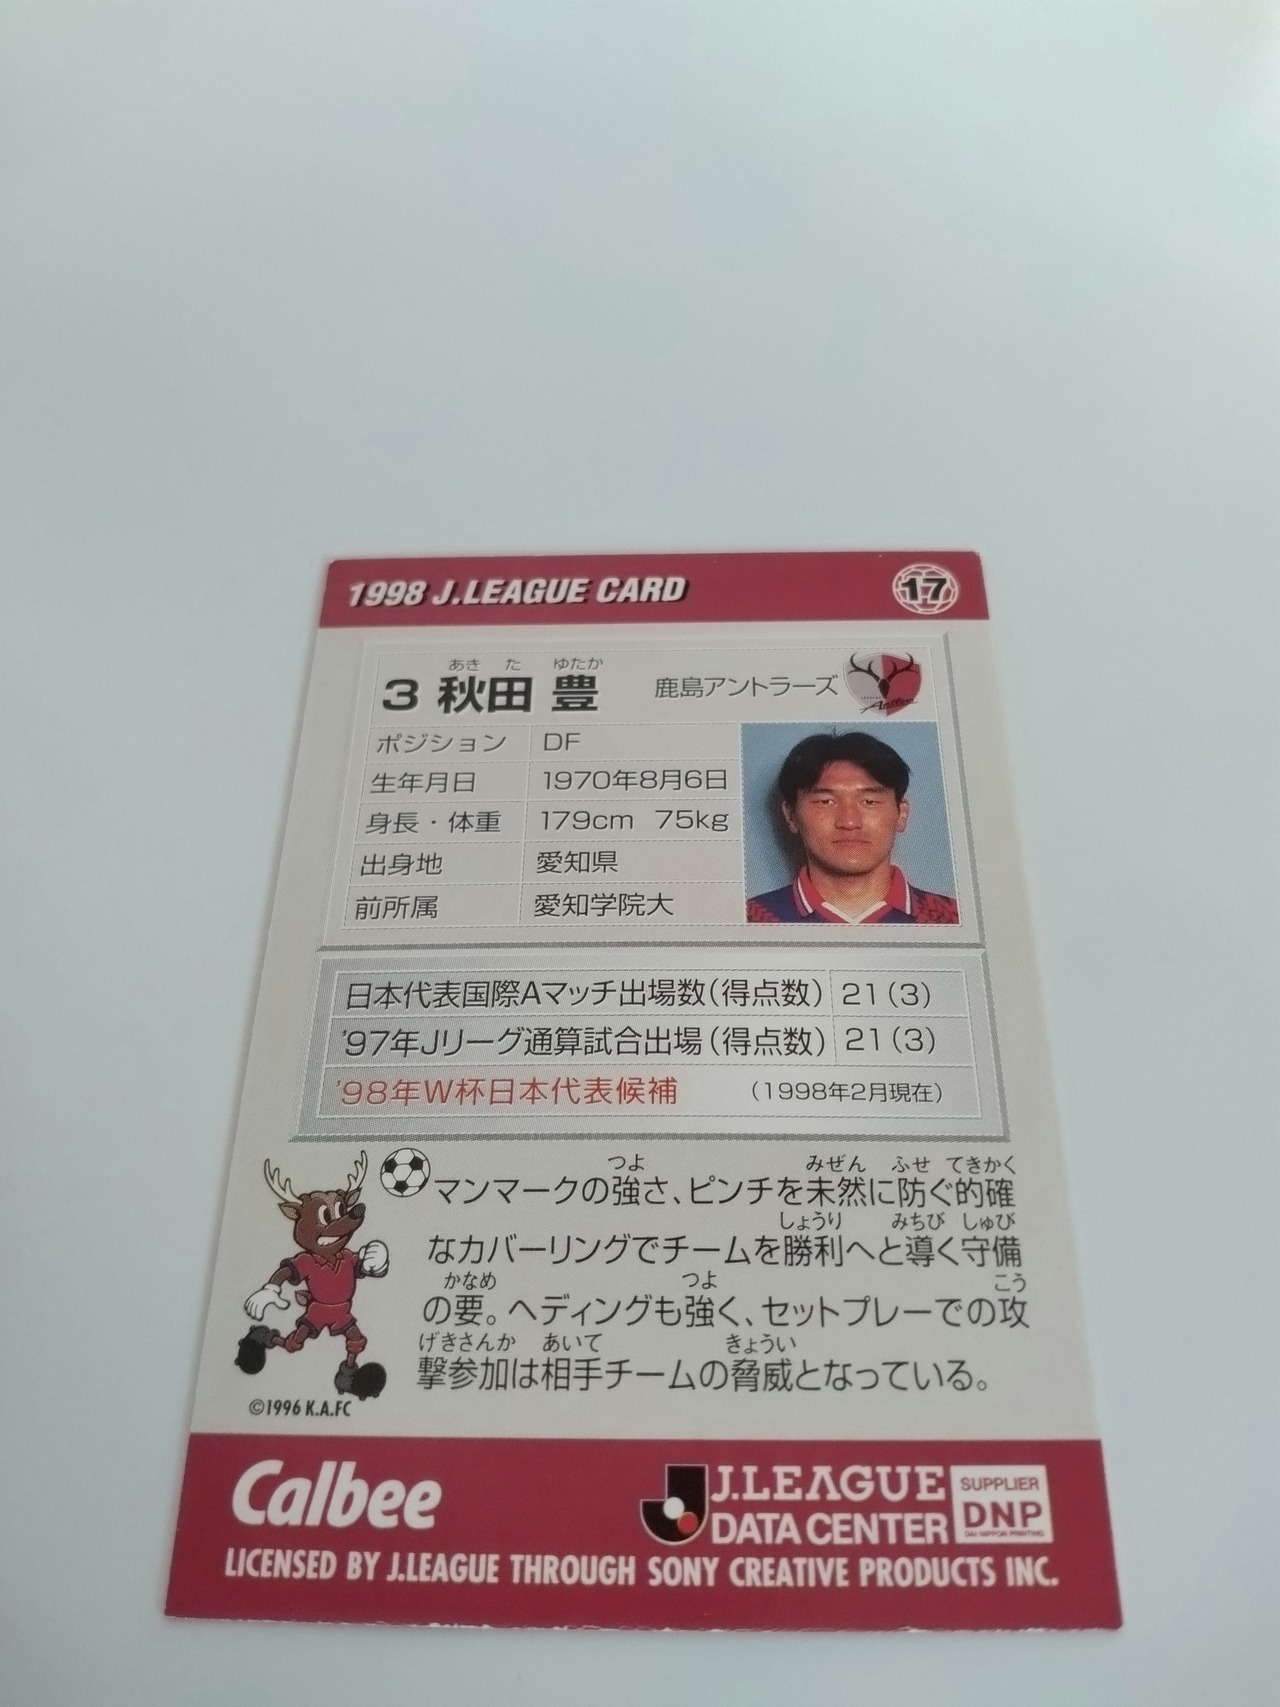 1998 J.LEAGUE CARD 17
あき た ゆたか
3 秋田 豊 鹿島アントラーズ
Antlers
ポジション DF
生年月日 1970年8月6日
身長・体重 179cm 75kg
出身地 愛知県
前所属 愛知学院大
日本代表国際Aマッチ出場数(得点数) 21(3)
'97年Jリーグ通算試合出場(得点数) 21(3)
'98年W杯日本代表候補 (1998年2月現在)
つよ みぜん ふせ てきかく
マンマークの強さ、ピンチを未然に防ぐ的確
しょうり みちび しゅび
なカバーリングでチームを勝利へと導く守備
かなめ つよ こう
の要。ヘディングも強く、セットプレーでの攻
げきさんか あいて きょうい
撃参加は相手チームの脅威となっている。
©1996 K.A.FC
Calbee J.LEAGUE DATA CENTER SUPPLIER DNP DAI NIPPON PRINTING
LICENSED BY J.LEAGUE THROUGH SONY CREATIVE PRODUCTS INC.